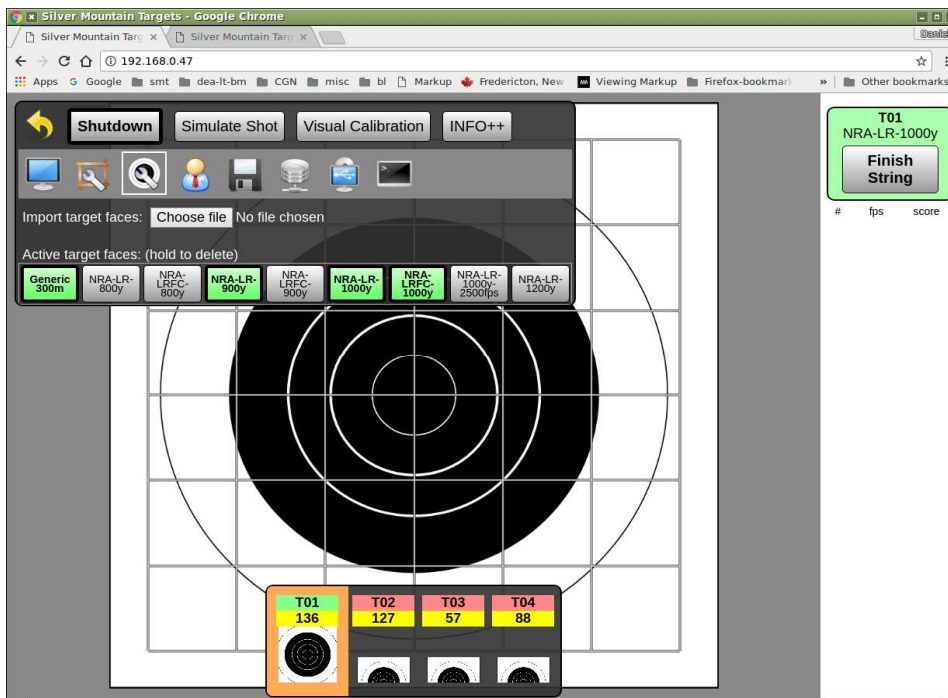 Silver Mountain Targets - Google Chrome
Silver Mountain Targ
Silver Mountain Targ
Daniel
192.168.0.47
Apps Google smt dea-lt-bm CGN misc bl Markup Fredericton, New Viewing Markup Firefox-bookmar » Other bookmarks
Shutdown Simulate Shot Visual Calibration INFO++
Import target faces: Choose file No file chosen
Active target faces: (hold to delete)
Generic 300m
NRA-LR-800y
NRA-LRFC-800y
NRA-LR-900y
NRA-LRFC-900y
NRA-LR-1000y
NRA-LRFC-1000y
NRA-LR-1000y-2500fps
NRA-LR-1200y
T01
NRA-LR-1000y
Finish
String
# fps score
T01 T02 T03 T04
136 127 57 88